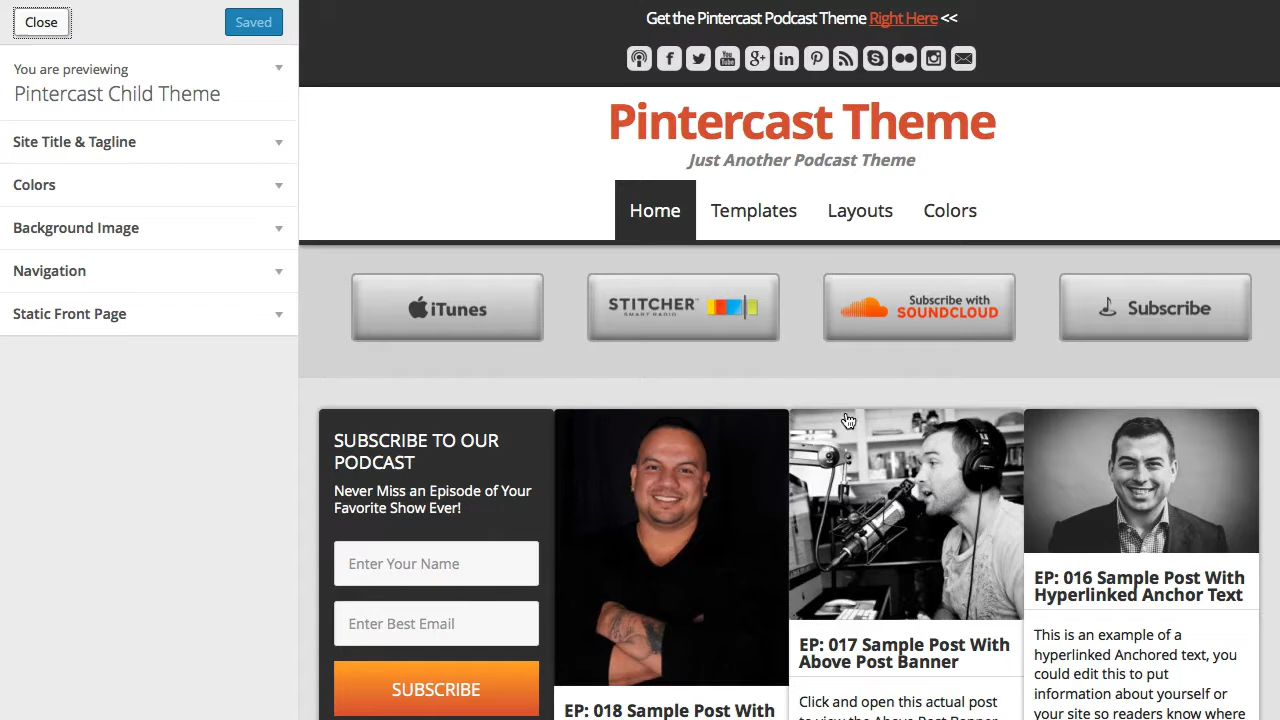 Close
Saved
You are previewing
Pintercast Child Theme
Site Title & Tagline
Colors
Background Image
Navigation
Static Front Page
Get the Pintercast Podcast Theme Right Here <<
Pintercast Theme
Just Another Podcast Theme
Home
Templates
Layouts
Colors
iTunes
STITCHER
SMART RADIO
Subscribe with
SOUNDCLOUD
Subscribe
SUBSCRIBE TO OUR
PODCAST
Never Miss an Episode of Your
Favorite Show Ever!
Enter Your Name
Enter Best Email
SUBSCRIBE
EP: 018 Sample Post With
EP: 017 Sample Post With
Above Post Banner
Click and open this actual post
to view the Above Post Banner
EP: 016 Sample Post With
Hyperlinked Anchor Text
This is an example of a
hyperlinked Anchored text, you
could edit this to put
information about yourself or
your site so readers know where